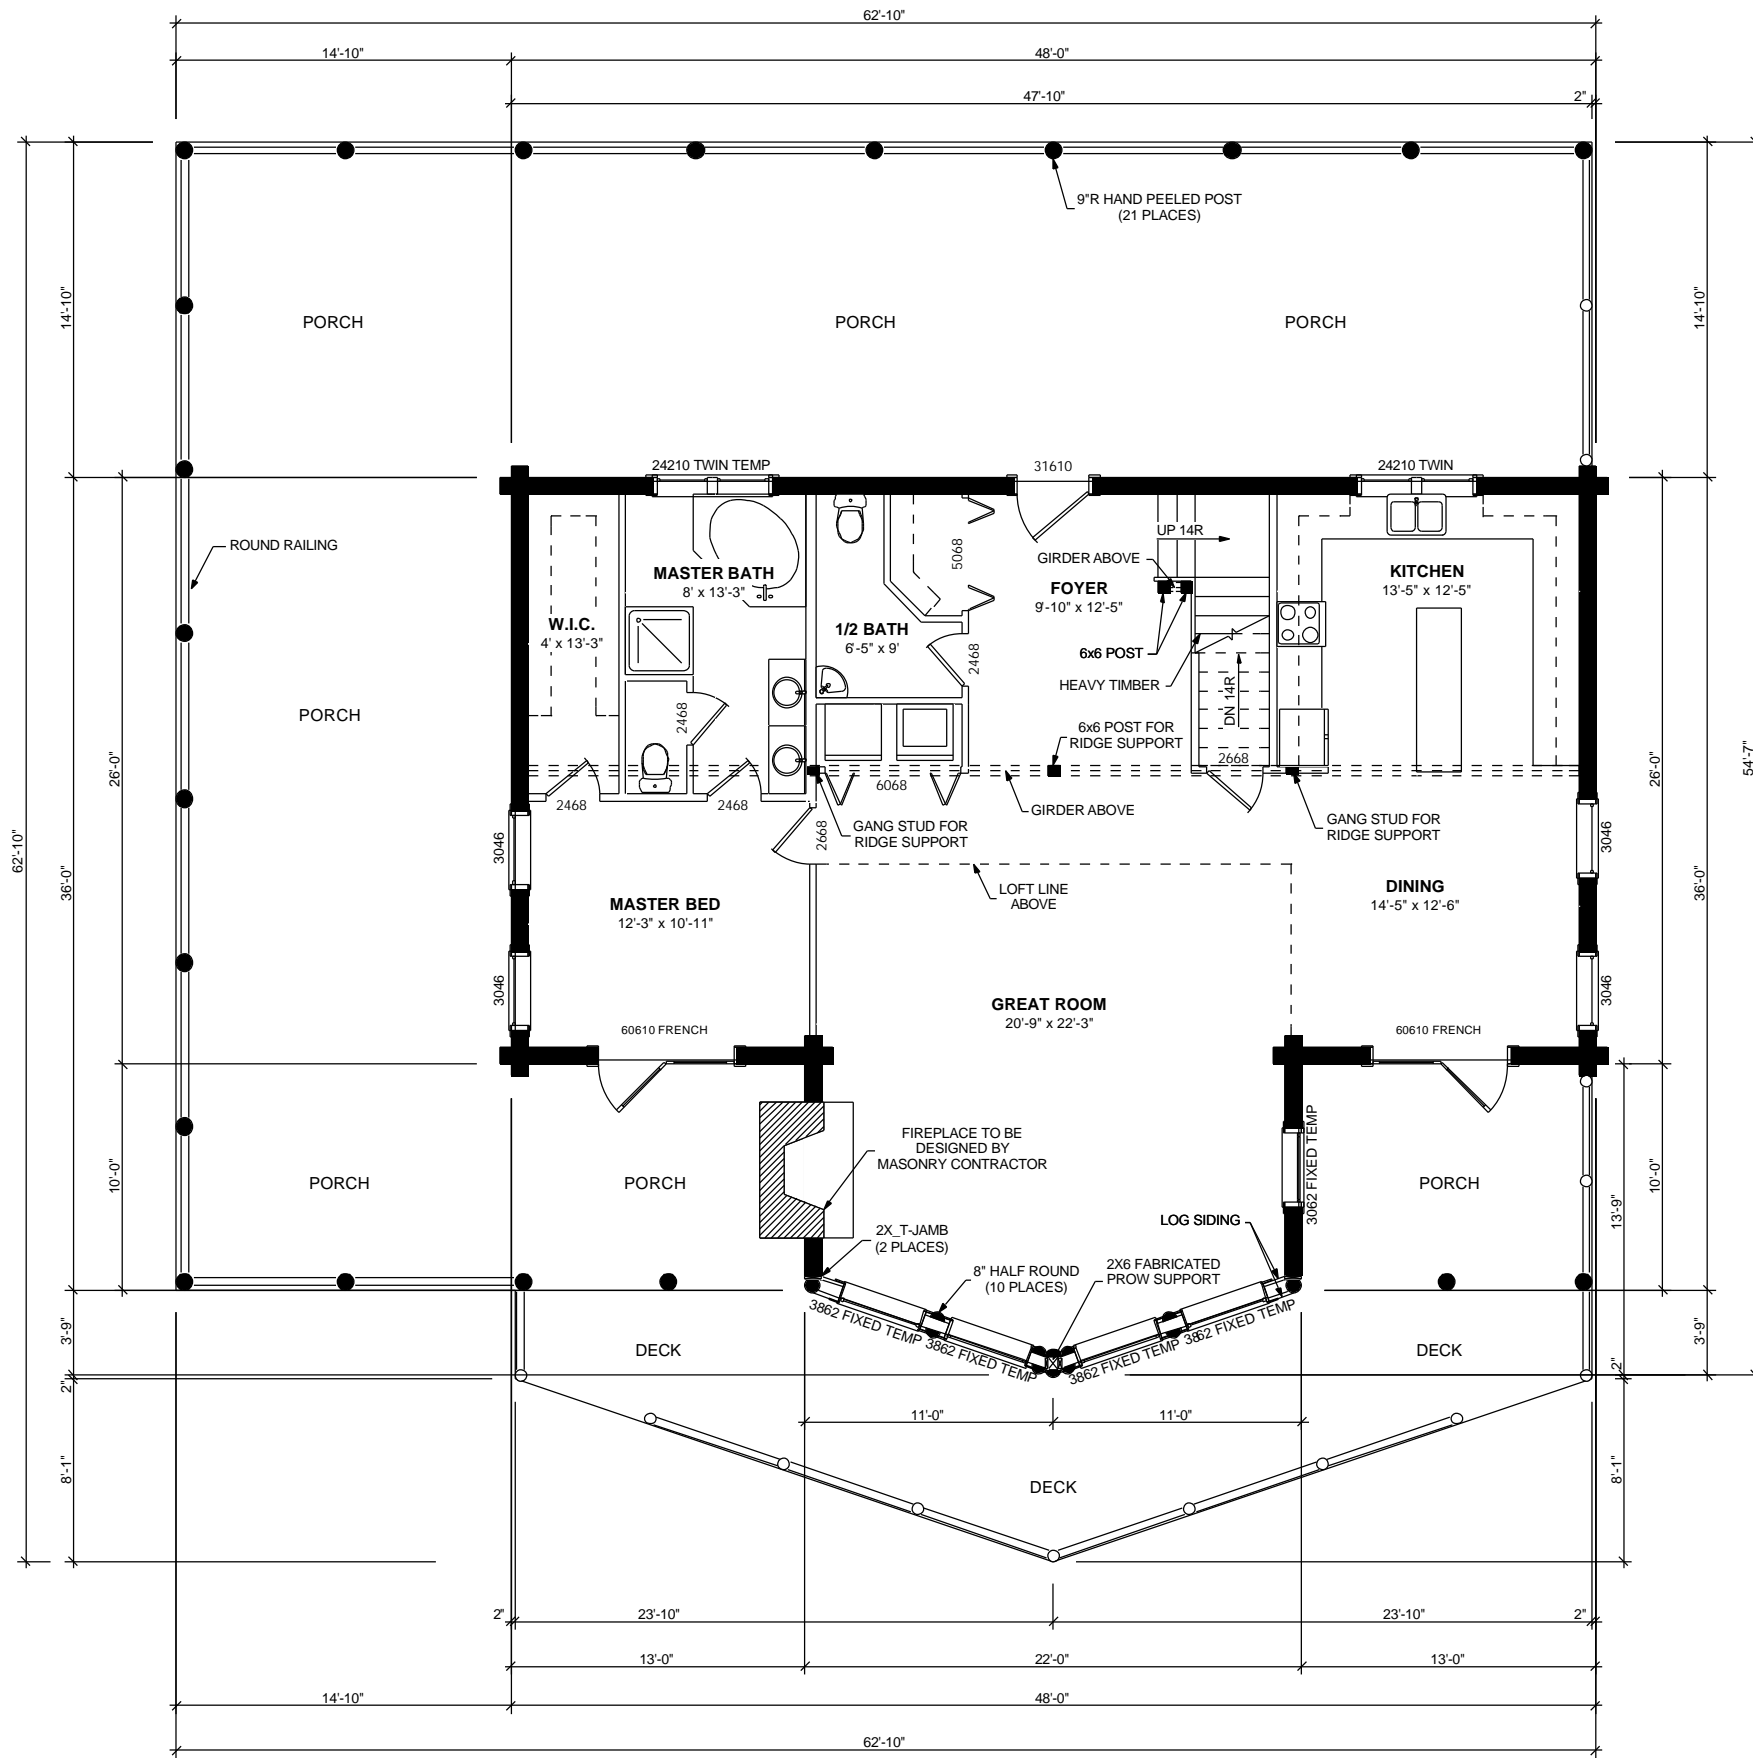 62'-10"
14'-10"
48'-0"
47'-10"
2"
9"R HAND PEELED POST
(21 PLACES)
14'-10"
14'-10"
PORCH
PORCH
PORCH
24210 TWIN TEMP
31610
24210 TWIN
ROUND RAILING
UP 14R
5068
GIRDER ABOVE
MASTER BATH
8' x 13'-3"
FOYER
9'-10" x 12'-5"
KITCHEN
13'-5" x 12'-5"
W.I.C.
4' x 13'-3"
1/2 BATH
6'-5" x 9'
2468
6x6 POST
HEAVY TIMBER
DN 14R
2468
PORCH
6x6 POST FOR
RIDGE SUPPORT
2668
26'-0"
26'-0"
54'-7"
6068
2468
2468
GIRDER ABOVE
GANG STUD FOR
RIDGE SUPPORT
2668
GANG STUD FOR
RIDGE SUPPORT
3046
3046
62'-10"
36'-0"
36'-0"
LOFT LINE
ABOVE
MASTER BED
12'-3" x 10'-11"
DINING
14'-5" x 12'-6"
3046
3046
GREAT ROOM
20'-9" x 22'-3"
60610 FRENCH
60610 FRENCH
FIREPLACE TO BE
DESIGNED BY
MASONRY CONTRACTOR
3062 FIXED TEMP
PORCH
PORCH
PORCH
10'-0"
10'-0"
13'-9"
LOG SIDING
2X_T-JAMB
(2 PLACES)
8" HALF ROUND
(10 PLACES)
2X6 FABRICATED
PROW SUPPORT
3862 FIXED TEMP
3862 FIXED TEMP
3862 FIXED TEMP
3862 FIXED TEMP
3'-9"
3'-9"
DECK
DECK
2"
2"
11'-0"
11'-0"
8'-1"
8'-1"
DECK
2"
23'-10"
23'-10"
2"
13'-0"
22'-0"
13'-0"
14'-10"
48'-0"
62'-10"